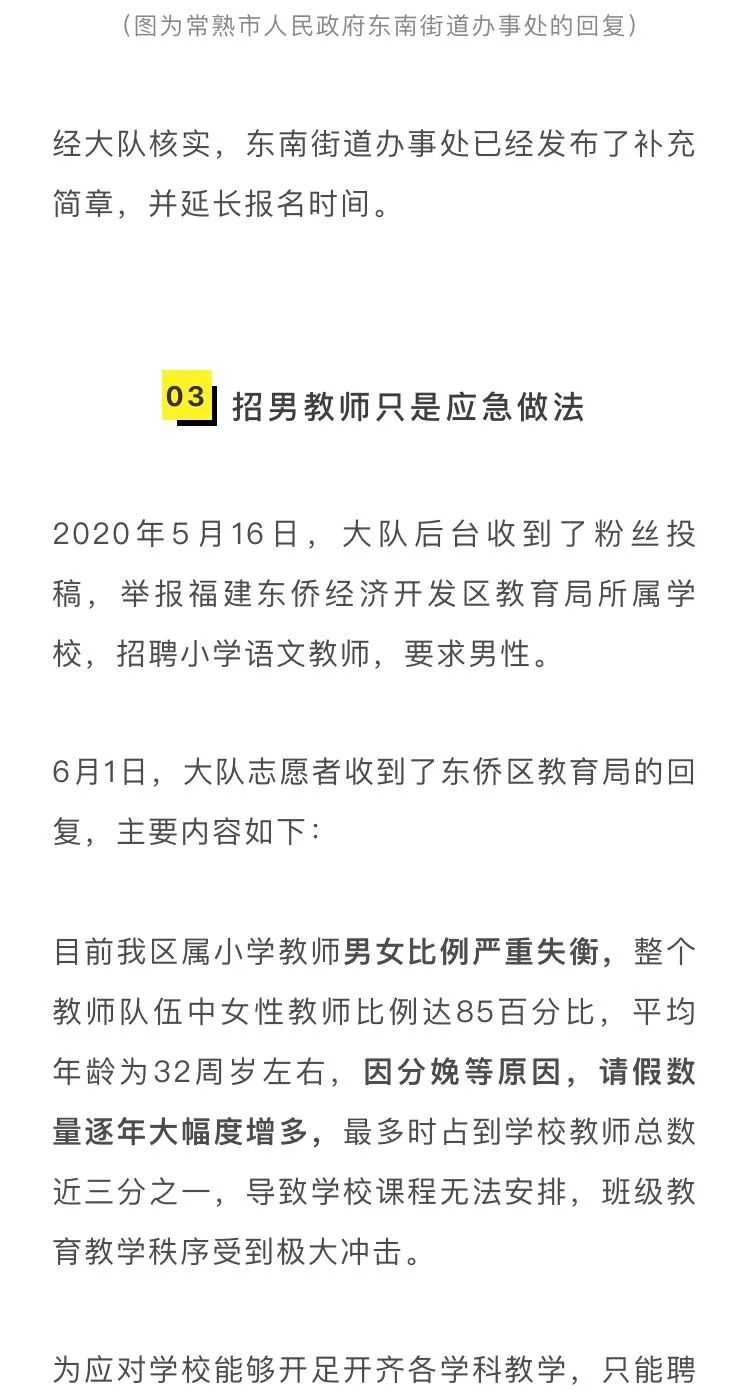 （图为常熟市人民政府东南街道办事处的回复）
经大队核实，东南街道办事处已经发布了补充
简章，并延长报名时间。
03 招男教师只是应急做法
2020年5月16日，大队后台收到了粉丝投
稿，举报福建东侨经济开发区教育局所属学
校，招聘小学语文教师，要求男性。
6月1日，大队志愿者收到了东侨区教育局的回
复，主要内容如下：
目前我区属小学教师男女比例严重失衡，整个
教师队伍中女性教师比例达85百分比，平均
年龄为32周岁左右，因分娩等原因，请假数
量逐年大幅度增多，最多时占到学校教师总数
近三分之一，导致学校课程无法安排，班级教
育教学秩序受到极大冲击。
为应对学校能够开足开齐各学科教学，只能聘